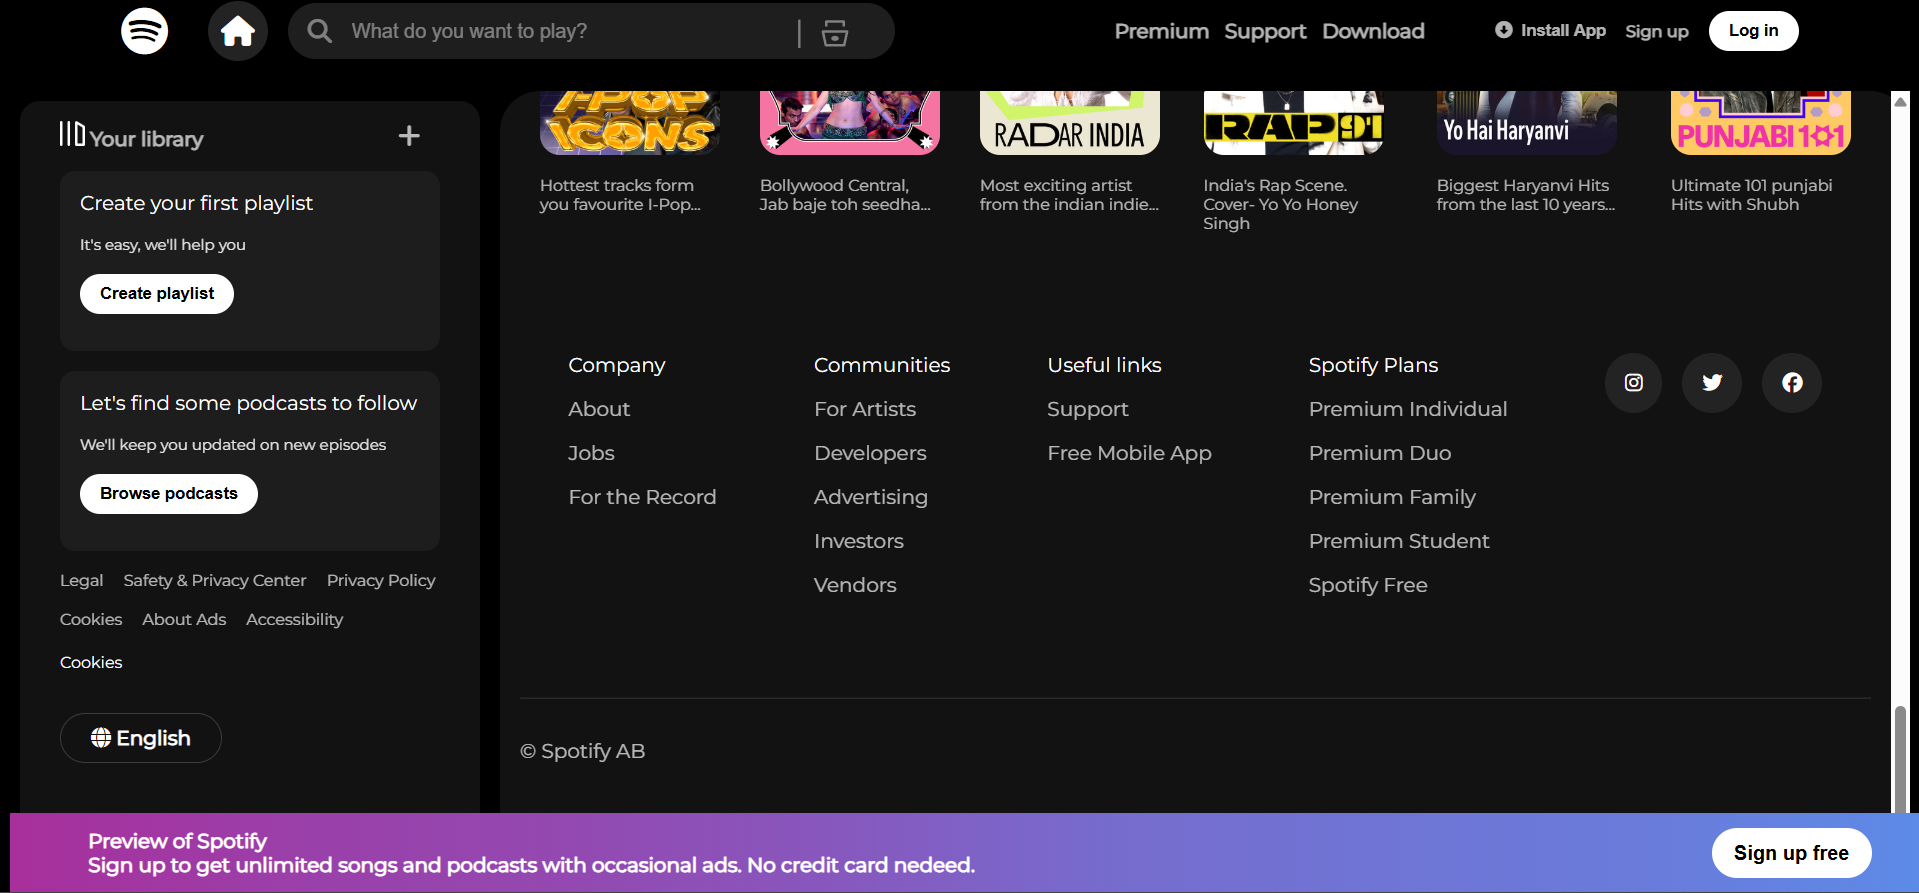 What do you want to play?
Premium Support Download
Install App Sign up Log in
Your library
Create your first playlist
It's easy, we'll help you
Create playlist
Let's find some podcasts to follow
We'll keep you updated on new episodes
Browse podcasts
Legal Safety & Privacy Center Privacy Policy
Cookies About Ads Accessibility
Cookies
English
I-POP
ICONS
Hottest tracks form
you favourite I-Pop...
Bollywood Central,
Jab baje toh seedha...
RADAR INDIA
Most exciting artist
from the indian indie...
RAP 91
India's Rap Scene.
Cover- Yo Yo Honey
Singh
Yo Hai Haryanvi
Biggest Haryanvi Hits
from the last 10 years...
PUNJABI 101
Ultimate 101 punjabi
Hits with Shubh
Company
About
Jobs
For the Record
Communities
For Artists
Developers
Advertising
Investors
Vendors
Useful links
Support
Free Mobile App
Spotify Plans
Premium Individual
Premium Duo
Premium Family
Premium Student
Spotify Free
© Spotify AB
Preview of Spotify
Sign up to get unlimited songs and podcasts with occasional ads. No credit card nedeed.
Sign up free